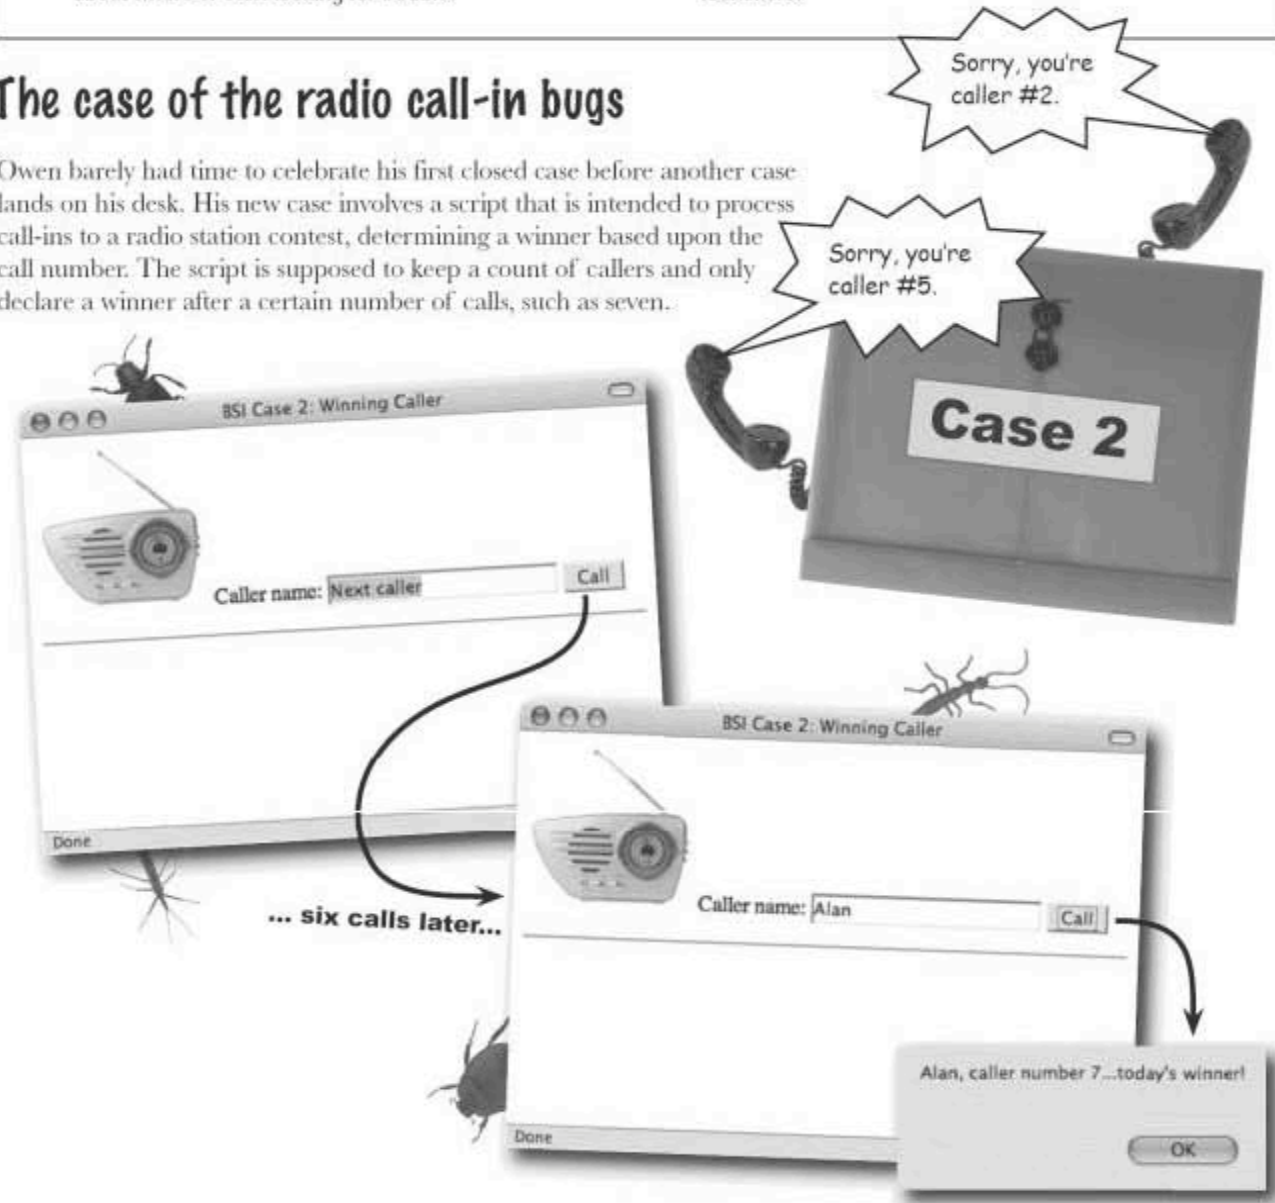 The case of the radio call-in bugs
Sorry, you're
caller #2.
Owen barely had time to celebrate his first closed case before another case
lands on his desk. His new case involves a script that is intended to process
call-ins to a radio station contest, determining a winner based upon the
call number. The script is supposed to keep a count of callers and only
declare a winner after a certain number of calls, such as seven.
Sorry, you're
caller #5.
Case 2
BSI Case 2: Winning Caller
Caller name: Next caller Call
Done
... six calls later...
BSI Case 2: Winning Caller
Caller name: Alan Call
Done
Alan, caller number 7...today's winner!
OK